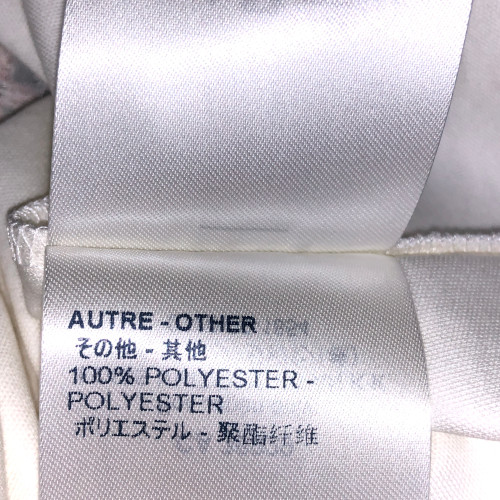 AUTRE - OTHER
その他 - 其他
100% POLYESTER -
POLYESTER
ポリエステル - 聚酯纤维